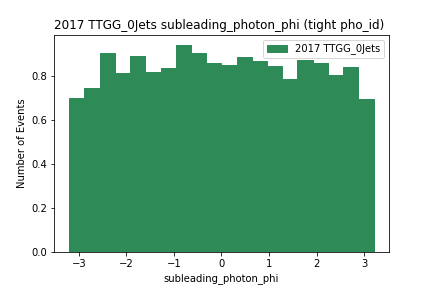 2017 TTGG_0Jets subleading_photon_phi (tight pho_id)
2017 TTGG_0Jets
Number of Events
0.8
0.6
0.4
0.2
0.0
−3 −2 −1 0 1 2 3
subleading_photon_phi